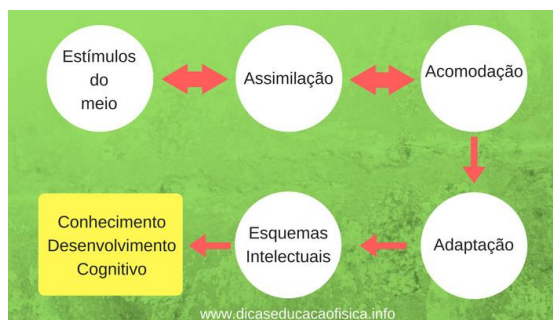 Estímulos
do
meio
Assimilação
Acomodação
Conhecimento
Desenvolvimento
Cognitivo
Esquemas
Intelectuais
Adaptação
www.dicaseducacaofisica.info